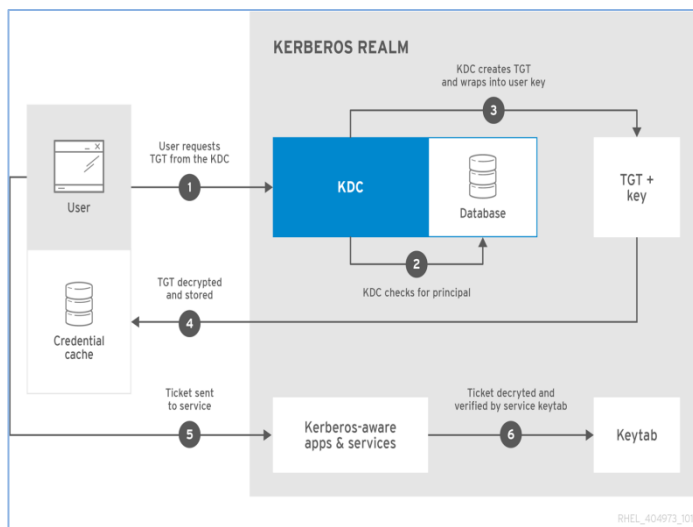 KERBEROS REALM
KDC creates TGT
and wraps into user key
3
User requests
TGT from the KDC
1
User
KDC
Database
TGT +
key
2
KDC checks for principal
TGT decrypted
and stored
4
Credential
cache
Ticket sent
to service
5
Kerberos-aware
apps & services
Ticket decryted and
verified by service keytab
6
Keytab
RHEL_404973_101